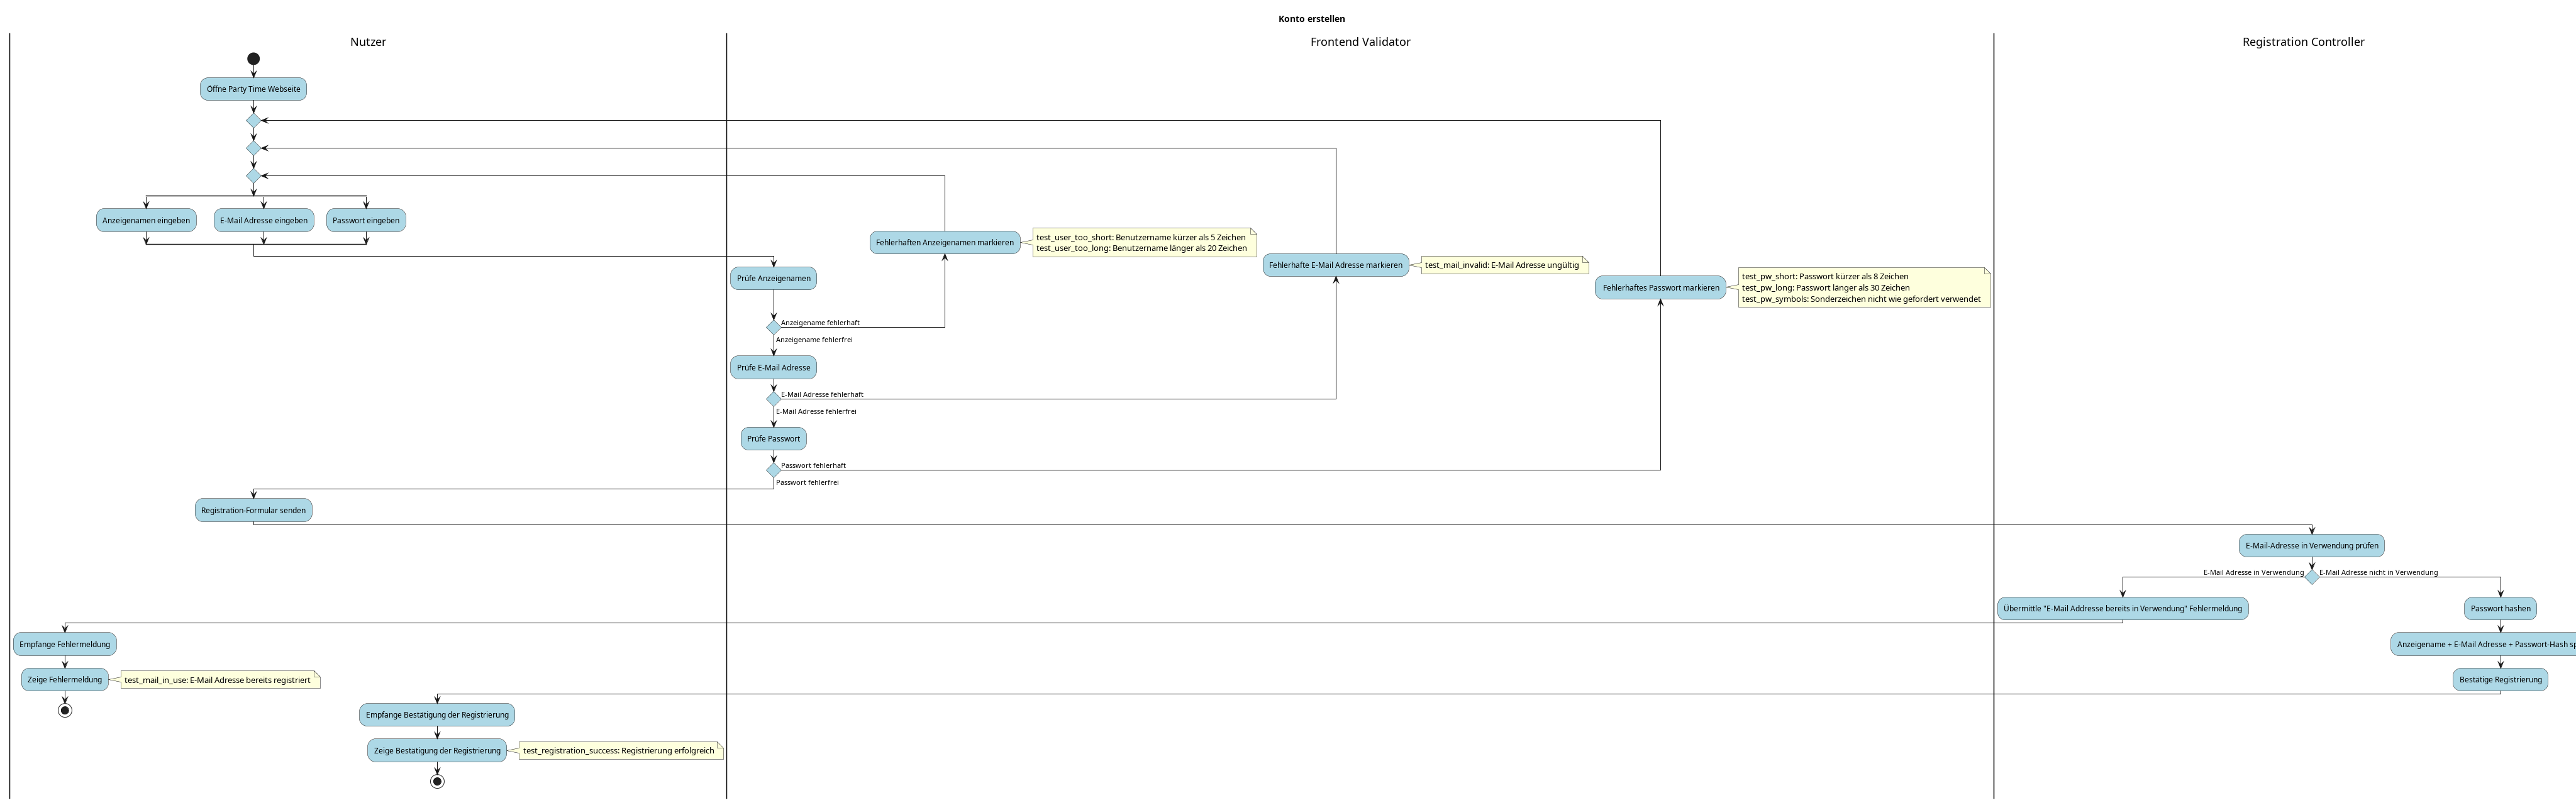 Konto erstellen
Nutzer
Frontend Validator
Registration Controller
Öffne Party Time Webseite
Anzeigenamen eingeben
E-Mail Adresse eingeben
Passwort eingeben
Fehlerhaften Anzeigenamen markieren
test_user_too_short: Benutzername kürzer als 5 Zeichen
test_user_too_long: Benutzername länger als 20 Zeichen
Fehlerhafte E-Mail Adresse markieren
test_mail_invalid: E-Mail Adresse ungültig
Fehlerhaftes Passwort markieren
test_pw_short: Passwort kürzer als 8 Zeichen
test_pw_long: Passwort länger als 30 Zeichen
test_pw_symbols: Sonderzeichen nicht wie gefordert verwendet
Prüfe Anzeigenamen
Anzeigename fehlerhaft
Anzeigename fehlerfrei
Prüfe E-Mail Adresse
E-Mail Adresse fehlerhaft
E-Mail Adresse fehlerfrei
Prüfe Passwort
Passwort fehlerhaft
Passwort fehlerfrei
Registration-Formular senden
E-Mail-Adresse in Verwendung prüfen
E-Mail Adresse in Verwendung
E-Mail Adresse nicht in Verwendung
Übermittle "E-Mail Addresse bereits in Verwendung" Fehlermeldung
Passwort hashen
Empfange Fehlermeldung
Anzeigename + E-Mail Adresse + Passwort-Hash sp
Zeige Fehlermeldung
test_mail_in_use: E-Mail Adresse bereits registriert
Bestätige Registrierung
Empfange Bestätigung der Registrierung
Zeige Bestätigung der Registrierung
test_registration_success: Registrierung erfolgreich